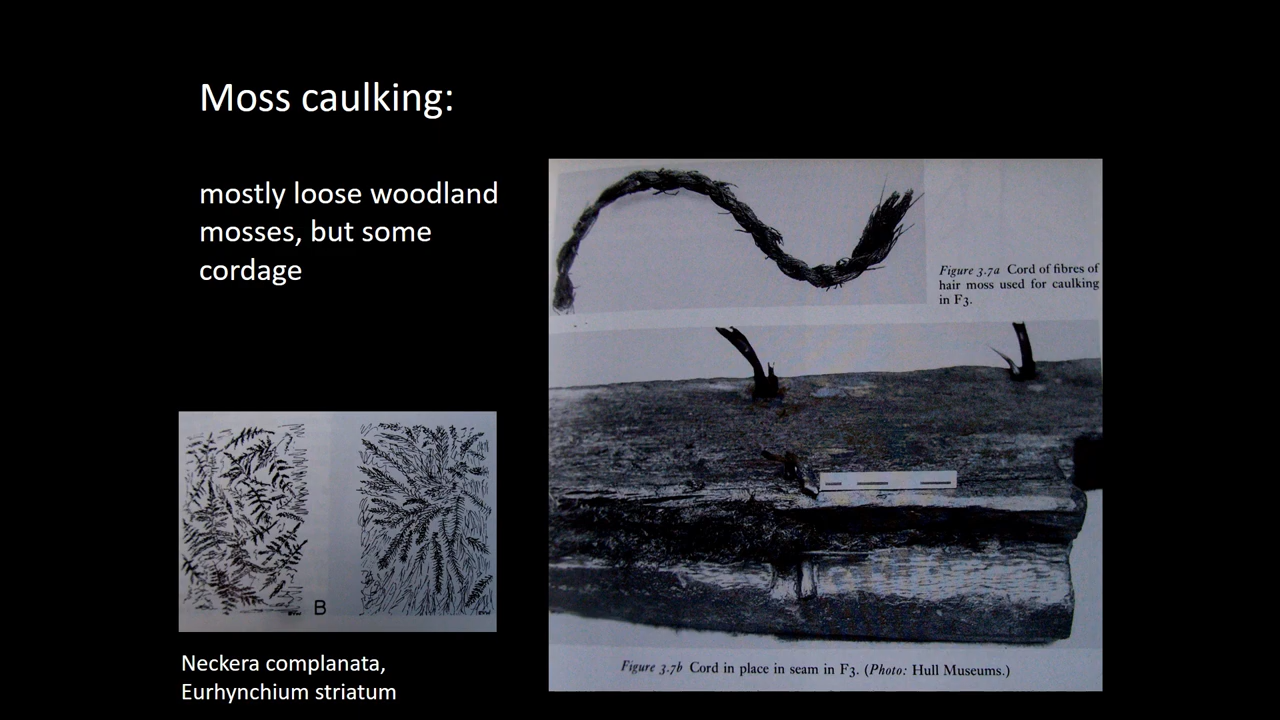 Moss caulking:
mostly loose woodland
mosses, but some
cordage
Figure 3.7a Cord of fibres of
hair moss used for caulking
in F3.
B
Neckera complanata,
Eurhynchium striatum
Figure 3.7b Cord in place in seam in F3. (Photo: Hull Museums.)